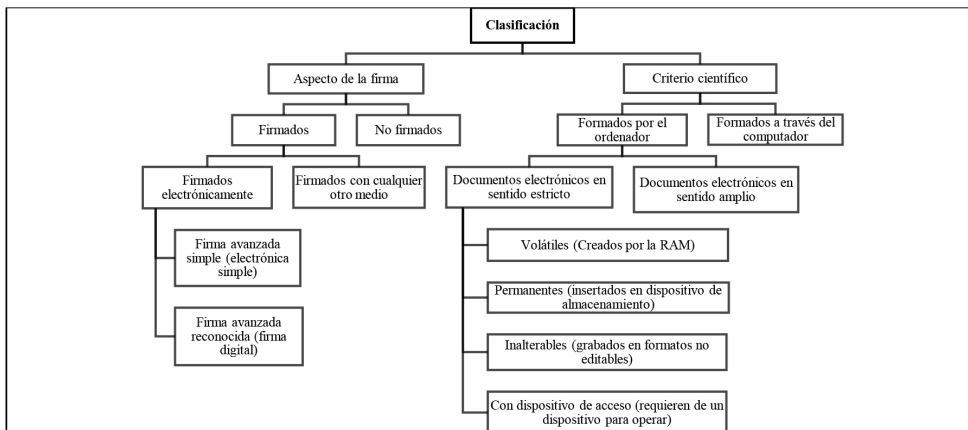 Clasificación
Aspecto de la firma
Criterio científico
Firmados
No firmados
Formados por el
ordenador
Formados a través del
computador
Firmados
electrónicamente
Firmados con cualquier
otro medio
Documentos electrónicos en
sentido estricto
Documentos electrónicos en
sentido amplio
Firma avanzada
simple (electrónica
simple)
Volátiles (Creados por la RAM)
Permanentes (insertados en dispositivo de
almacenamiento)
Firma avanzada
reconocida (firma
digital)
Inalterables (grabados en formatos no
editables)
Con dispositivo de acceso (requieren de un
dispositivo para operar)